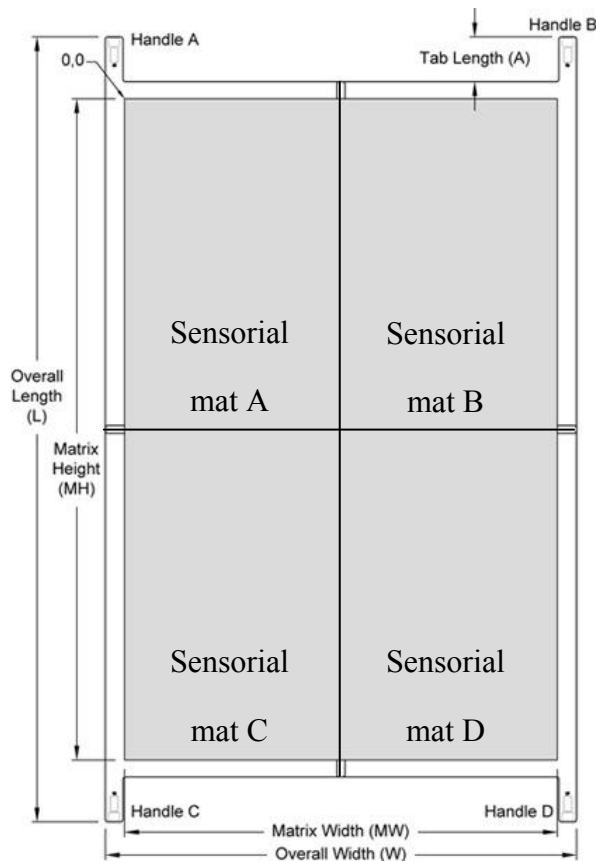 Handle A
Handle B
Tab Length (A)
0,0
Sensorial
mat A
Sensorial
mat B
Overall
Length
(L)
Matrix
Height
(MH)
Sensorial
mat C
Sensorial
mat D
Handle C
Handle D
Matrix Width (MW)
Overall Width (W)